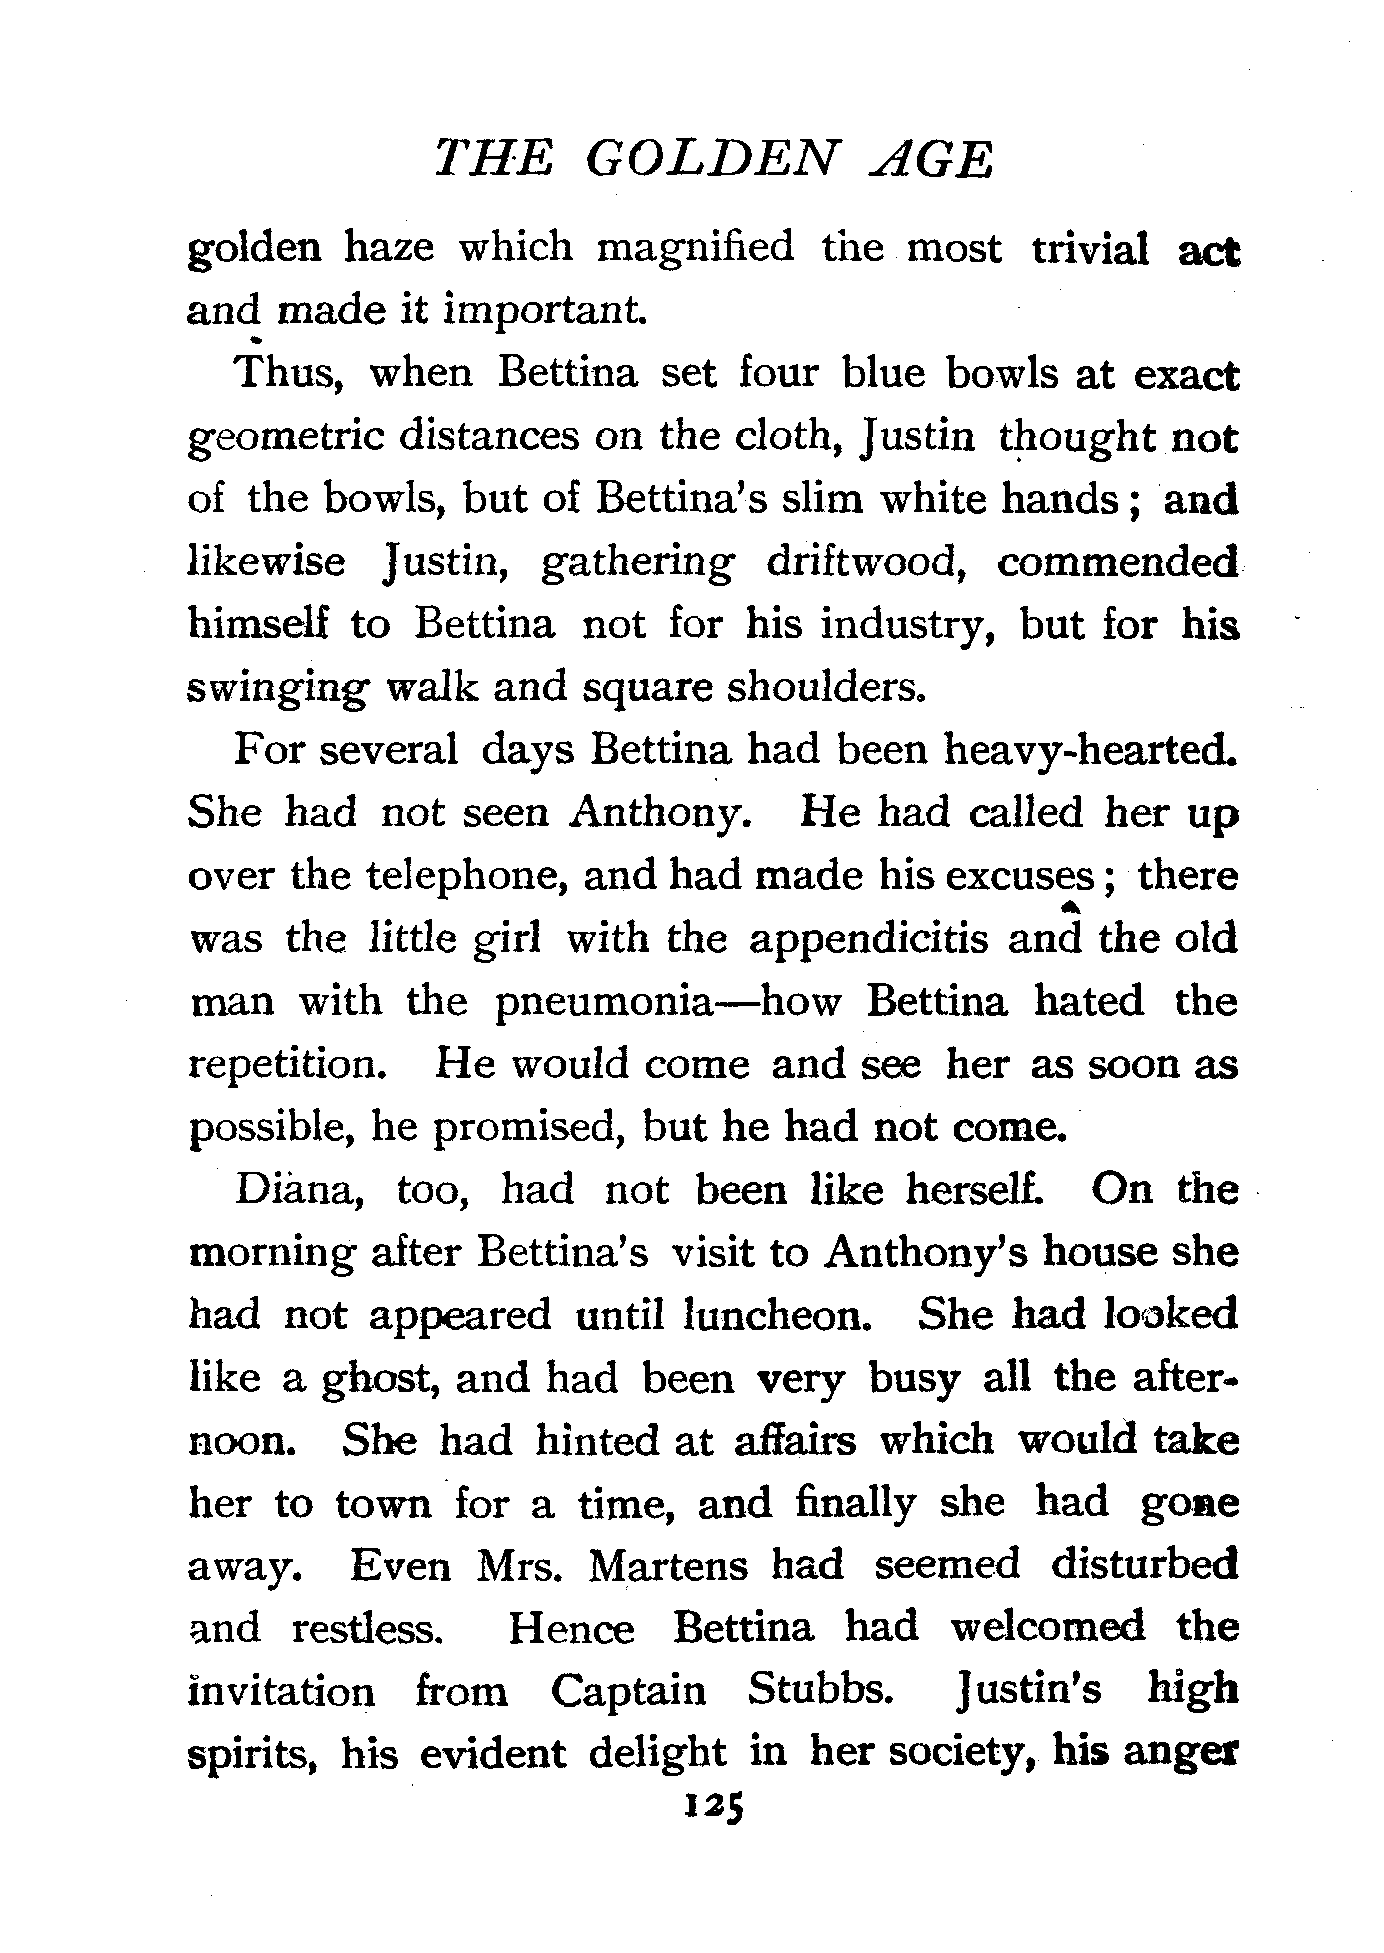 THE GOLDEN AGE
golden haze which magnified the most trivial act
and made it important.
Thus, when Bettina set four blue bowls at exact
geometric distances on the cloth, Justin thought not
of the bowls, but of Bettina's slim white hands; and
likewise Justin, gathering driftwood, commended
himself to Bettina not for his industry, but for his
swinging walk and square shoulders.
For several days Bettina had been heavy-hearted.
She had not seen Anthony. He had called her up
over the telephone, and had made his excuses; there
was the little girl with the appendicitis and the old
man with the pneumonia—how Bettina hated the
repetition. He would come and see her as soon as
possible, he promised, but he had not come.
Diana, too, had not been like herself. On the
morning after Bettina's visit to Anthony's house she
had not appeared until luncheon. She had looked
like a ghost, and had been very busy all the after-
noon. She had hinted at affairs which would take
her to town for a time, and finally she had gone
away. Even Mrs. Martens had seemed disturbed
and restless. Hence Bettina had welcomed the
invitation from Captain Stubbs. Justin's high
spirits, his evident delight in her society, his anger
125